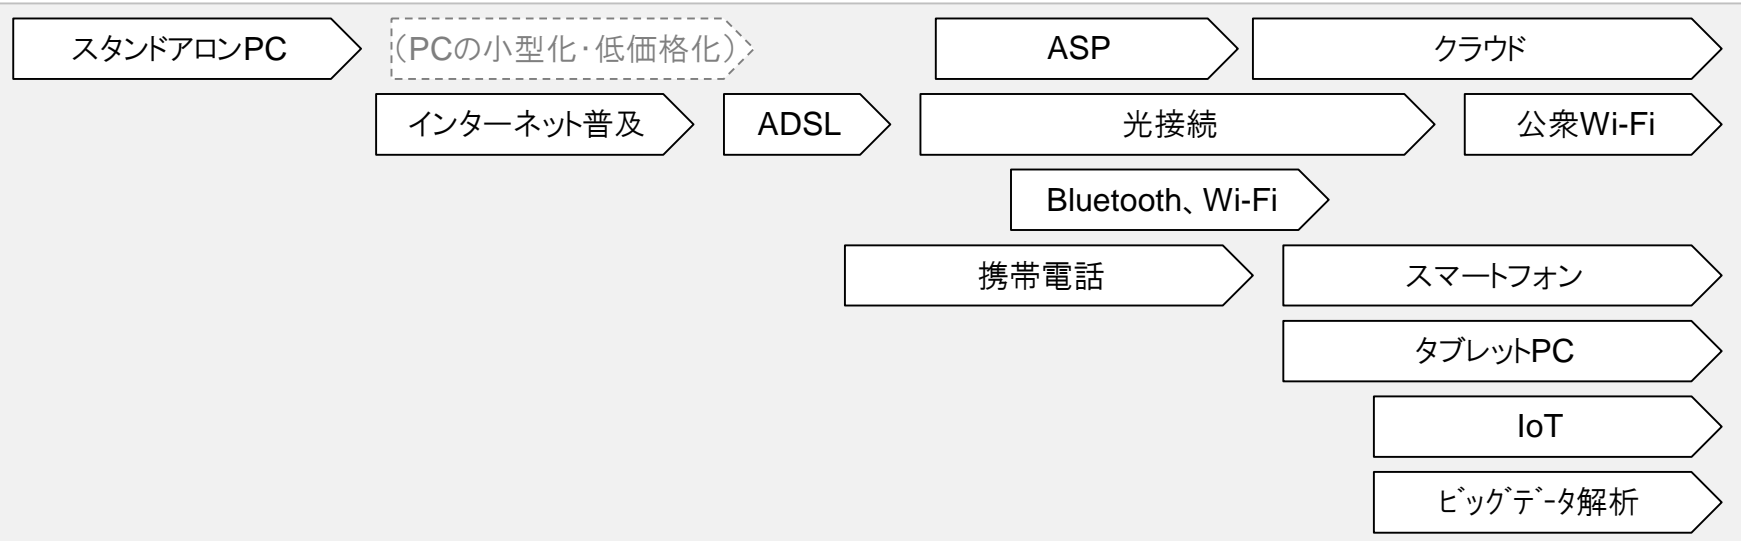 スタンドアロンPC
(PCの小型化・低価格化)
ASP
クラウド
インターネット普及
ADSL
光接続
公衆Wi-Fi
Bluetooth、Wi-Fi
携帯電話
スマートフォン
タブレットPC
IoT
ビッグデータ解析